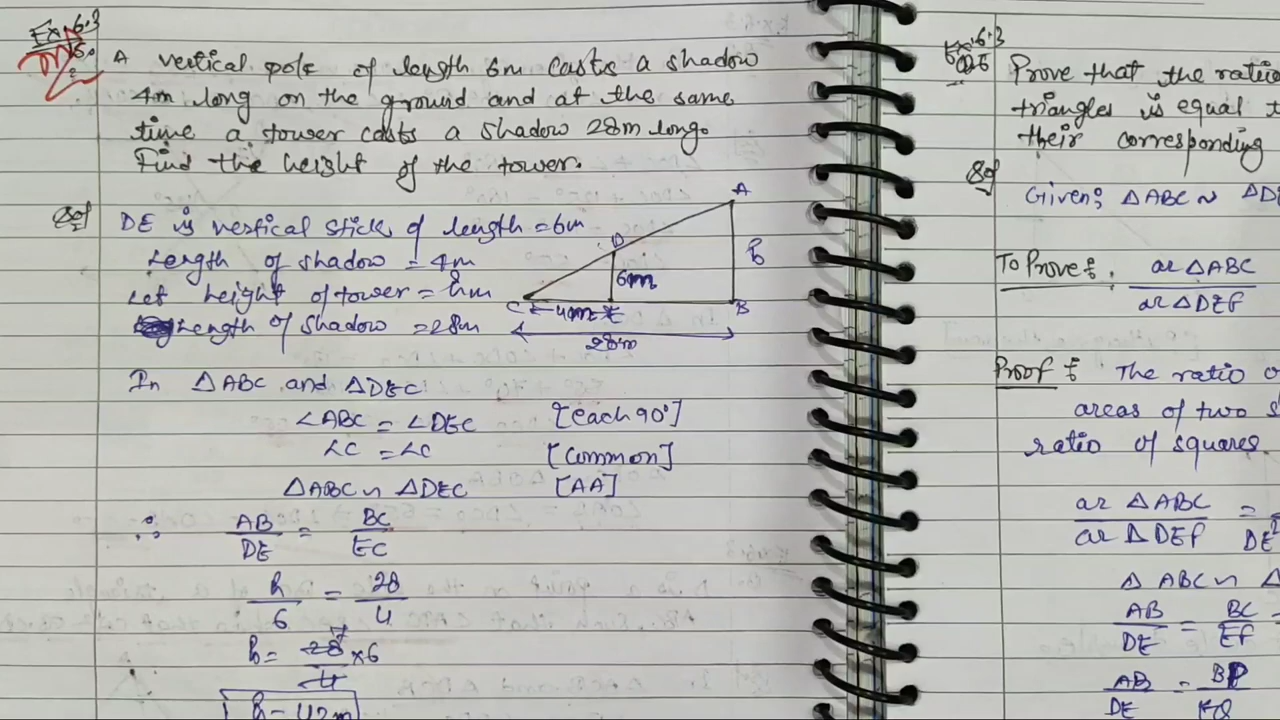 Ex 6.3
A vertical pole of length 6m casts a shadow
4m long on the ground and at the same
time a tower casts a shadow 28m long.
Find the height of the tower.
Sol
DE is vertical stick of length = 6m
Length of shadow = 4m
Let height of tower = hm
Length of shadow = 28m
A
D
h
6m
C
4m
E
B
28m
In △ABC and △DEC
∠ABC = ∠DEC [each 90°]
∠C = ∠C [Common]
△ABC ~ △DEC [AA]
∴ AB/DE = BC/EC
h/6 = 28/4
h = 28/4 × 6
7
h = 42m
Ex. 6.3
Prove that the ratio
triangles is equal t
their corresponding
Sol
Given; △ABC ~ △DE
To Prove: ar △ABC
ar △DEF
Proof: The ratio o
areas of two s
ratio of squares
ar △ABC =
ar △DEF DE²
△ ABC ~ △
AB/DE = BC/EF =
AB =
DE